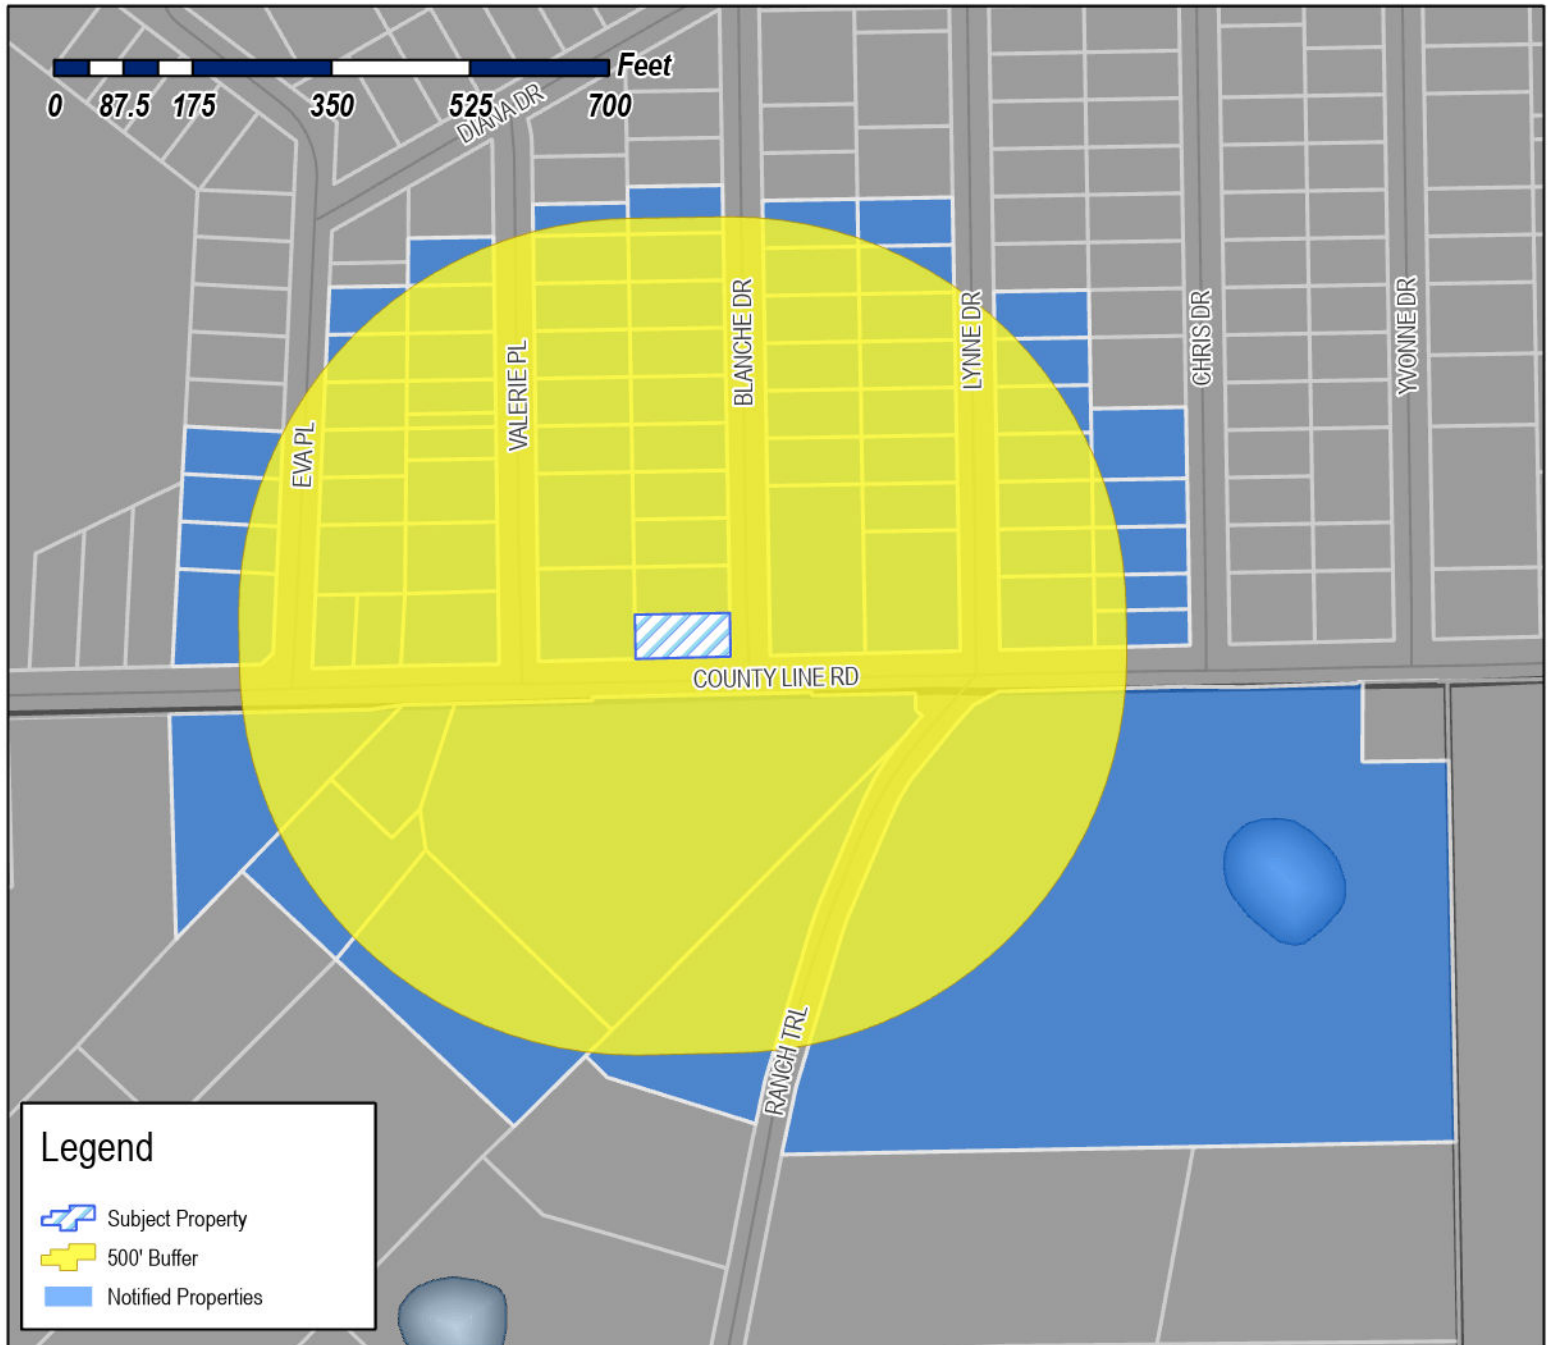 Feet
0 87.5 175 350 525 700
DIANA DR
BLANCHE DR
LYNNE DR
CHRIS DR
YVONNE DR
VALERIE PL
EVA PL
COUNTY LINE RD
RANCH TRL
Legend
Subject Property
500' Buffer
Notified Properties